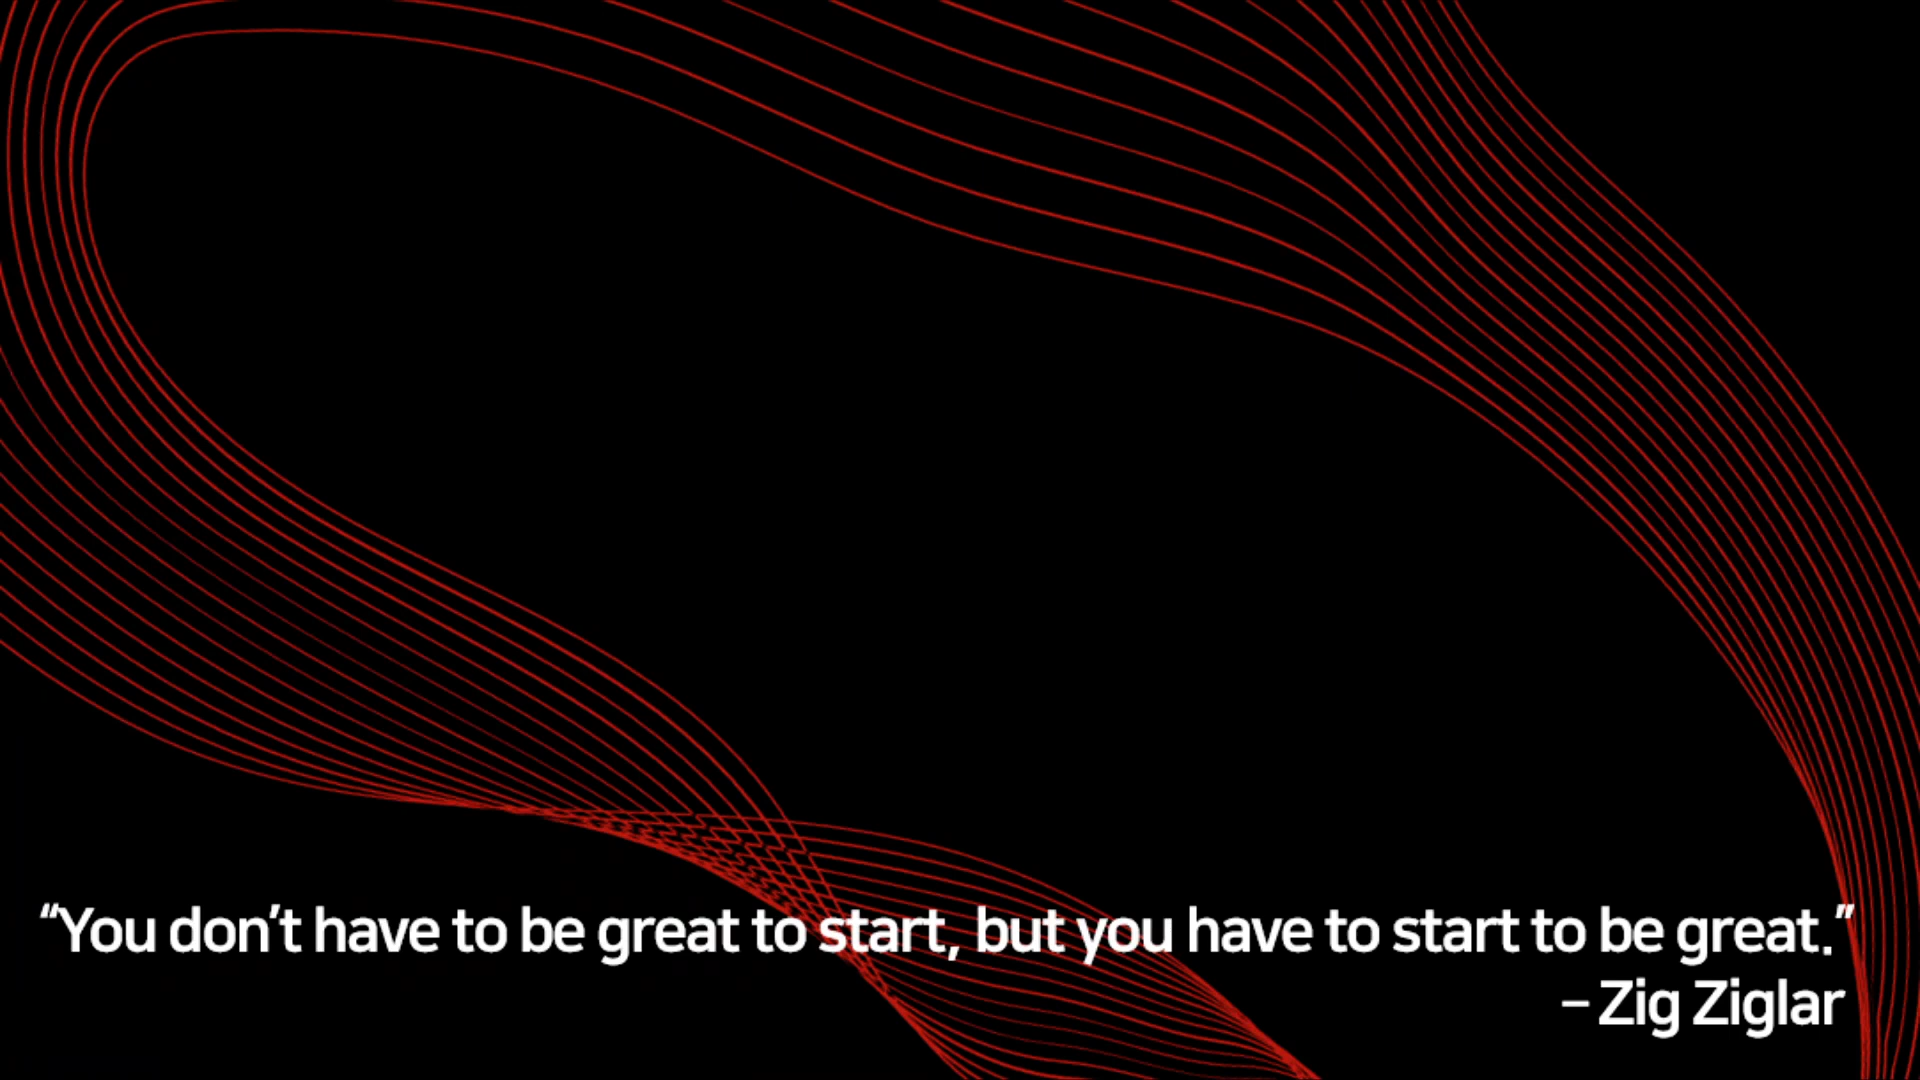 “You don’t have to be great to start, but you have to start to be great.”
– Zig Ziglar